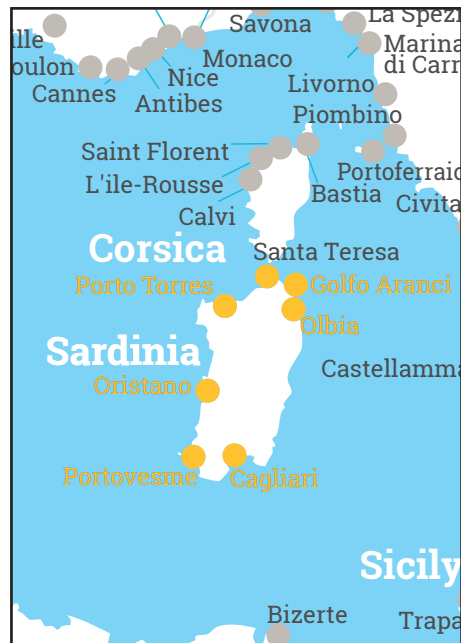 Savona
La Spezi
ille
Marina
di Carr
oulon
Monaco
Nice
Cannes
Antibes
Livorno
Piombino
Saint Florent
L'ile-Rousse
Calvi
Bastia
Portoferraio
Civita
Corsica
Santa Teresa
Porto Torres
Golfo Aranci
Olbia
Sardinia
Castellamma
Oristano
Portovesme
Cagliari
Sicily
Bizerte
Trapa